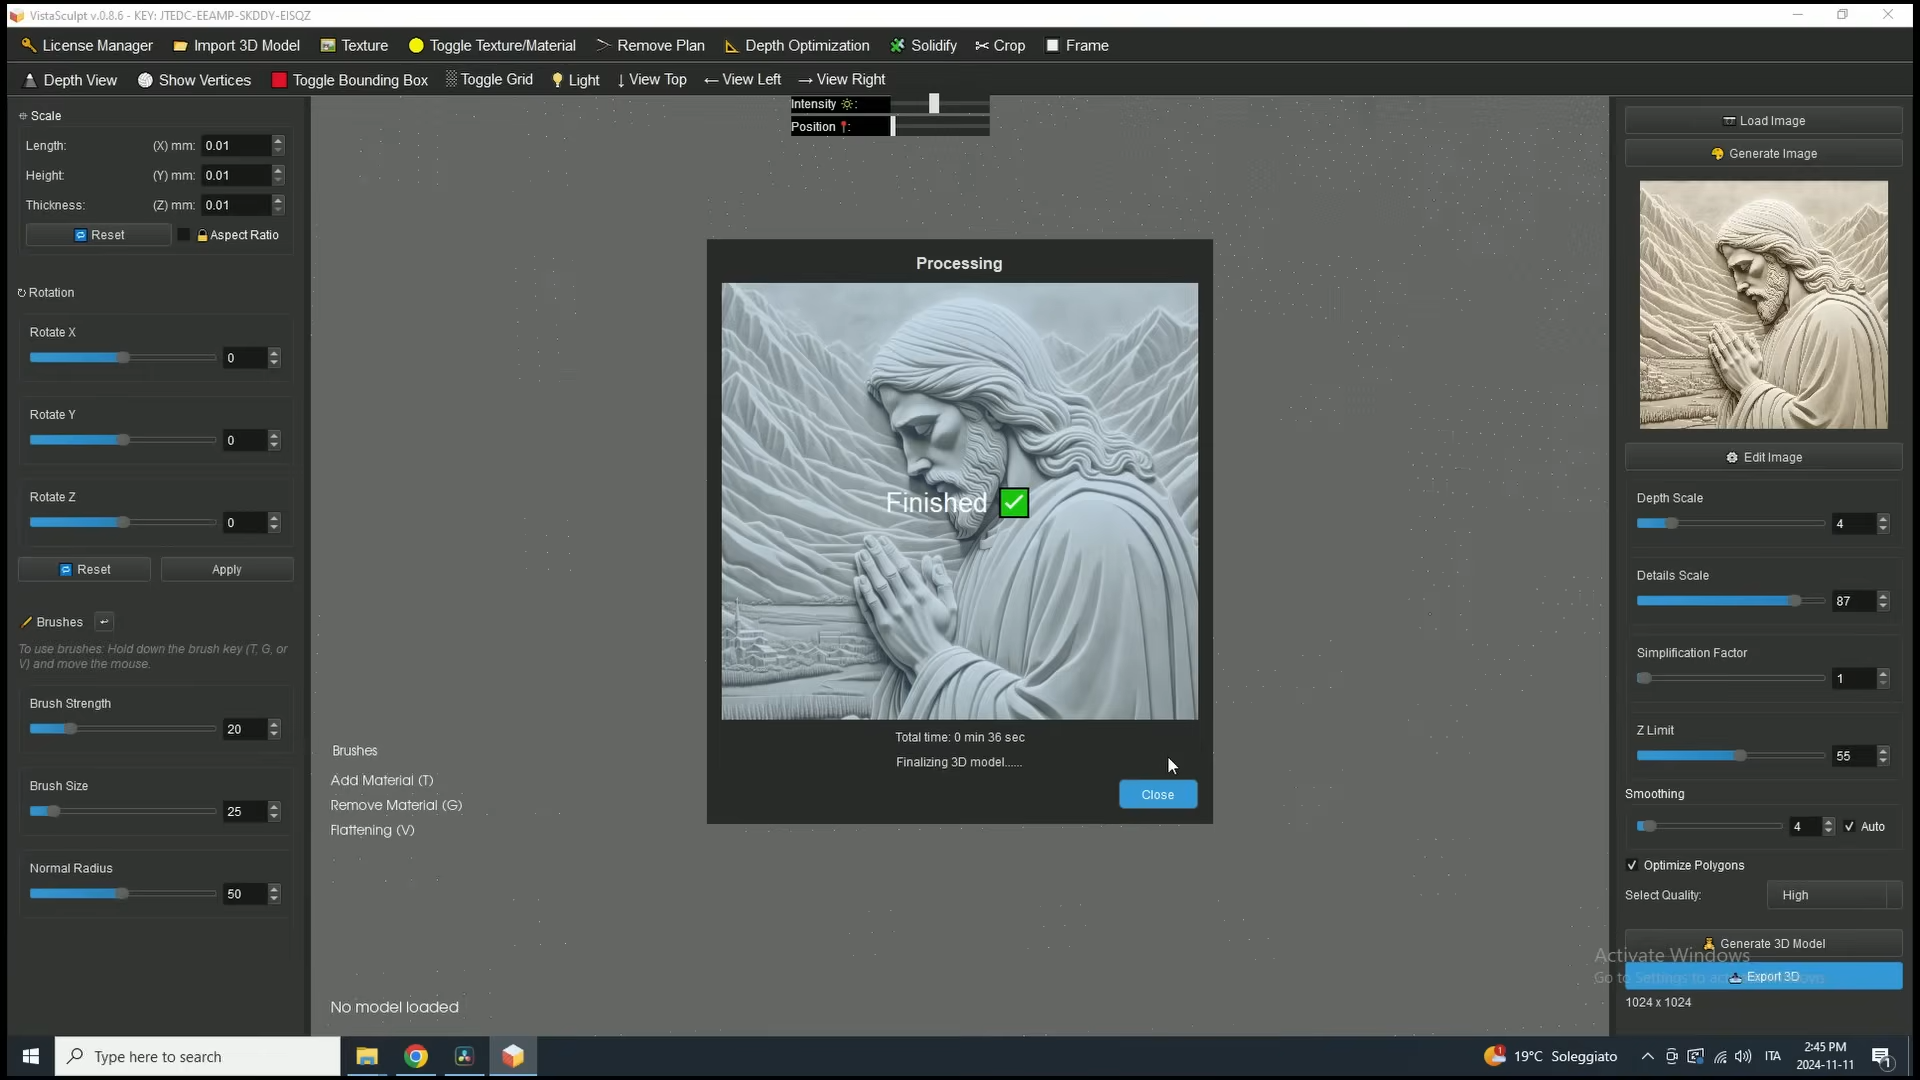 VistaSculpt v.0.8.6 - KEY: JTEDC-EEAMP-SKDDY-EISQZ
License Manager Import 3D Model Texture Toggle Texture/Material Remove Plan Depth Optimization Solidify Crop Frame
Depth View Show Vertices Toggle Bounding Box Toggle Grid Light ↓View Top ←View Left →View Right
Intensity :
Position :
Scale
Length: (X) mm: 0.01
Height: (Y) mm: 0.01
Thickness: (Z) mm: 0.01
Reset Aspect Ratio
Rotation
Rotate X
0
Rotate Y
0
Rotate Z
0
Reset Apply
Brushes
To use brushes: Hold down the brush key (T, G, or
V) and move the mouse.
Brush Strength
20
Brush Size
25
Normal Radius
50
Brushes
Add Material (T)
Remove Material (G)
Flattening (V)
No model loaded
Processing
Finished
Total time: 0 min 36 sec
Finalizing 3D model......
Close
Load Image
Generate Image
Edit Image
Depth Scale
4
Details Scale
87
Simplification Factor
1
Z Limit
55
Smoothing
4 Auto
Optimize Polygons
Select Quality: High
Generate 3D Model
Activate Windows
Export 3D
1024 x 1024
Type here to search
19°C Soleggiato
ITA
2:45 PM
2024-11-11
1